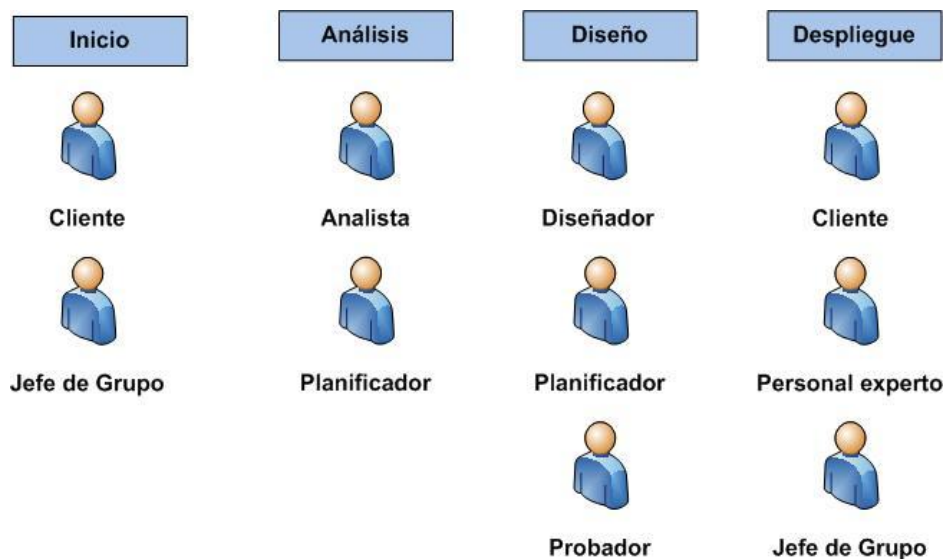 Inicio
Análisis
Diseño
Despliegue
Cliente
Analista
Diseñador
Cliente
Jefe de Grupo
Planificador
Planificador
Personal experto
Probador
Jefe de Grupo